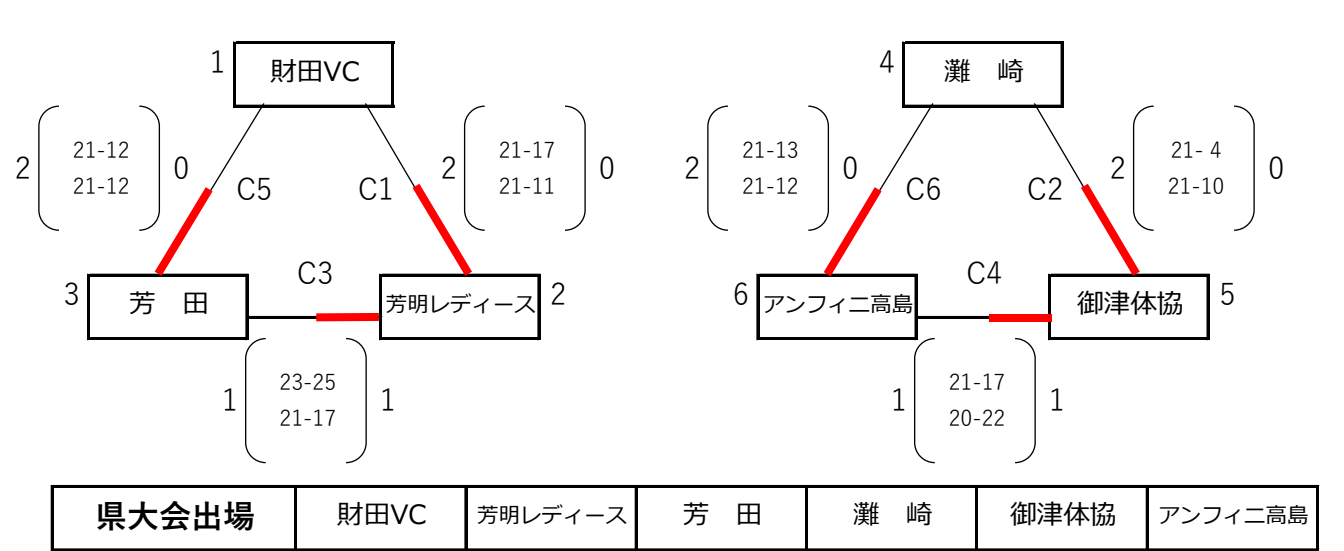 1 財田VC
2 21-12 0
21-12
C5
C1
2 21-17 0
21-11
3 芳　田
C3
芳明レディース 2
1 23-25 1
21-17
4 灘　崎
2 21-13 0
21-12
C6
C2
2 21- 4 0
21-10
6 アンフィニ高島
C4
御津体協 5
1 21-17 1
20-22
県大会出場 財田VC 芳明レディース 芳　田 灘　崎 御津体協 アンフィニ高島